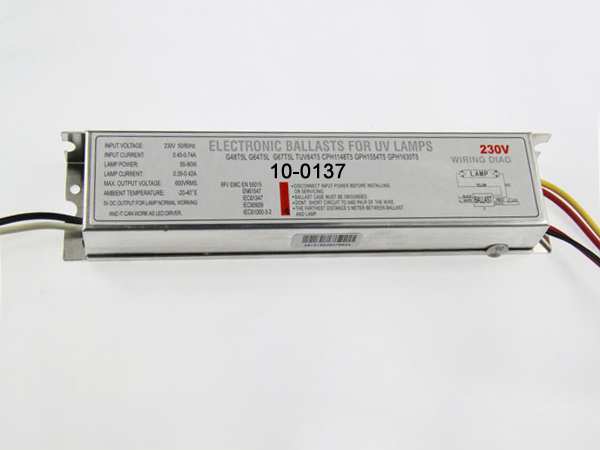 ELECTRONIC BALLASTS FOR UV LAMPS
G48T5L G64T5L G67T5L TUV64T5 CPH1148T5 GPH1554T5 GPH1630T5
10-0137
INPUT VOLTAGE: 230V 50/60Hz
INPUT CURRENT: 0.45-0.74A
LAMP POWER: 55-90W.
LAMP CURRENT: 0.39-0.42A.
MAX. OUTPUT VOLTAGE: 600VRMS.
AMBIENT TEMPERATURE: -20-40°E
5V DC OUTPUT FOR LAMP NORMAL WORKING
AND IT CAN WORK AS LED DRIVER.
RFV EMC EN 55015
EN61547
IEC61347
IEC60929
IEC61000-3-2
• DISCONNECT INPUT POWER BEFORE INSTALLING
OR SERVICING
• BALLAST CASE MUST BE GROUNDED.
• DONT. SHORT CIRCUIT TO AND PAIR OF THE WIRE.
• THE FARTHEST DISTANCE 5 METER BETWEEN BALLAST
AND LAMP.
230V
WIRING DIAG
LAMP
YELLOW
BALLAST